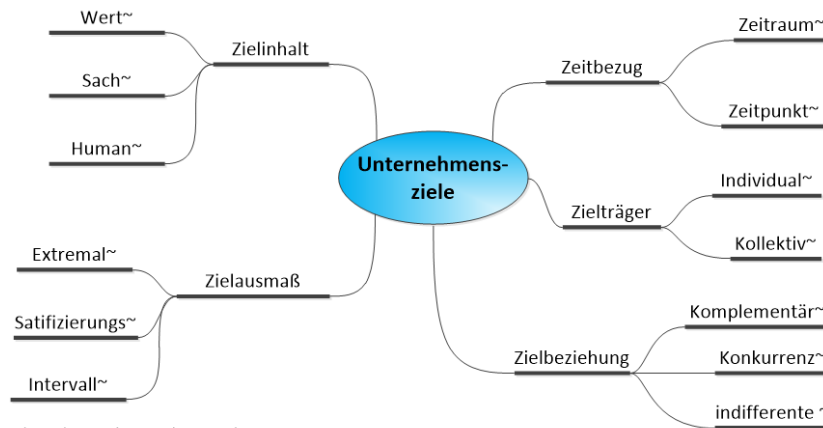 Wert~
Zielinhalt
Sach~
Human~
Zeitraum~
Zeitbezug
Zeitpunkt~
Unternehmens-
ziele
Individual~
Zielträger
Kollektiv~
Extremal~
Zielausmaß
Satifizierungs~
Intervall~
Komplementär~
Zielbeziehung
Konkurrenz~
indifferente ~